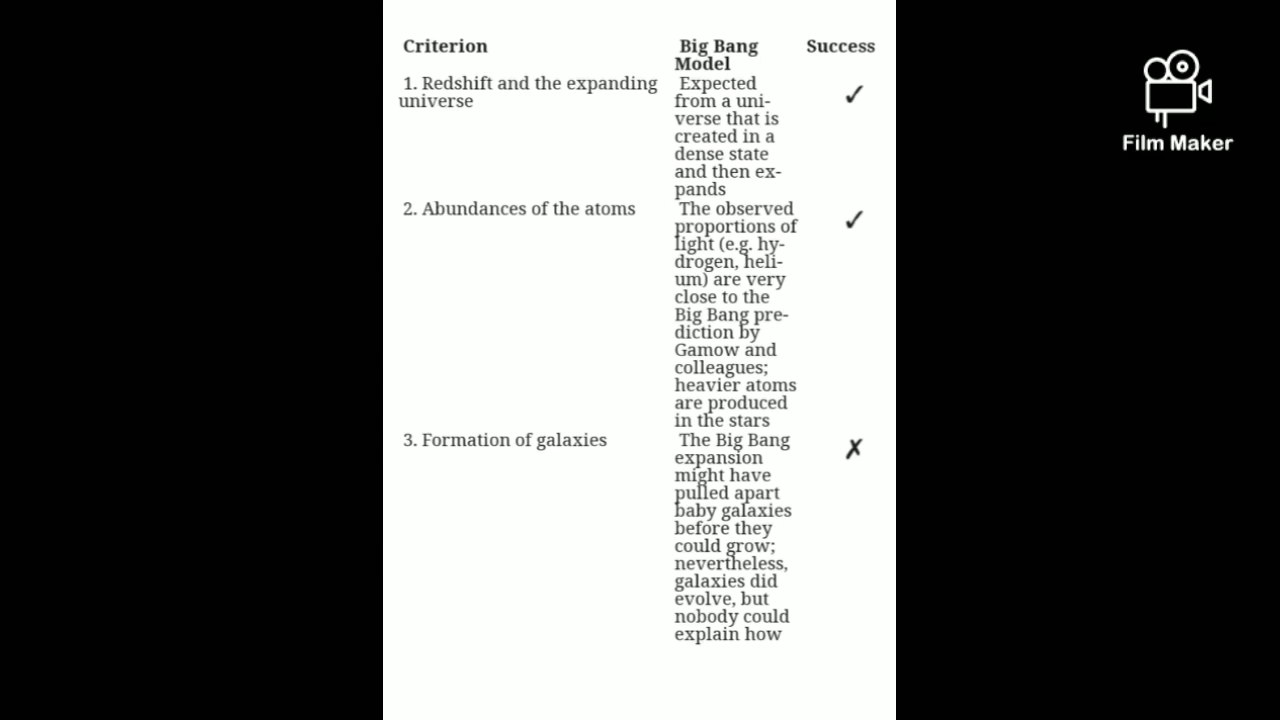 Criterion Big Bang Model Success
1. Redshift and the expanding
universe
Expected
from a uni-
verse that is
created in a
dense state
and then ex-
pands
✓
2. Abundances of the atoms
The observed
proportions of
light (e.g. hy-
drogen, heli-
um) are very
close to the
Big Bang pre-
diction by
Gamow and
colleagues;
heavier atoms
are produced
in the stars
✓
3. Formation of galaxies
The Big Bang
expansion
might have
pulled apart
baby galaxies
before they
could grow;
nevertheless,
galaxies did
evolve, but
nobody could
explain how
✗
Film Maker